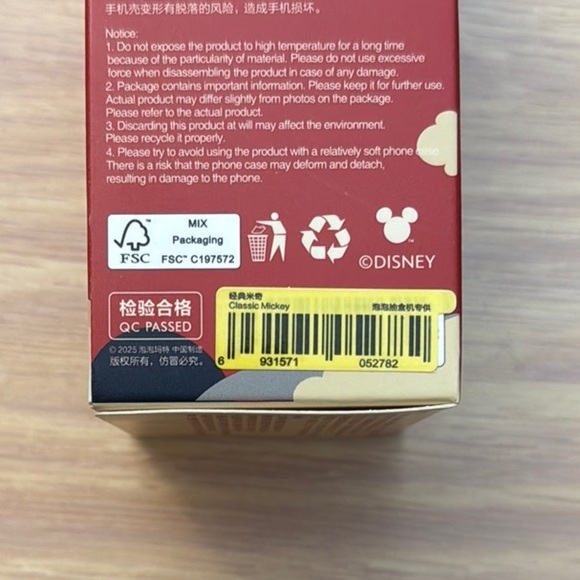 手机壳变形有脱落的风险，造成手机损坏。
Notice:
1. Do not expose the product to high temperature for a long time
because of the particularity of material. Please do not use excessive
force when disassembling the product in case of any damage.
2. Package contains important information. Please keep it for further use.
Actual product may differ slightly from photos on the package.
Please refer to the actual product.
3. Discarding this product at will may affect the environment.
Please recycle it properly.
4. Please try to avoid using the product with a relatively soft phone case
There is a risk that the phone case may deform and detach,
resulting in damage to the phone.
FSC
MIX
Packaging
FSC™ C197572
©DISNEY
检验合格
QC PASSED
经典米奇
Classic Mickey
泡泡抽盒机专供
6 931571 052782
© 2025 泡泡玛特 中国制造
版权所有，仿冒必究。